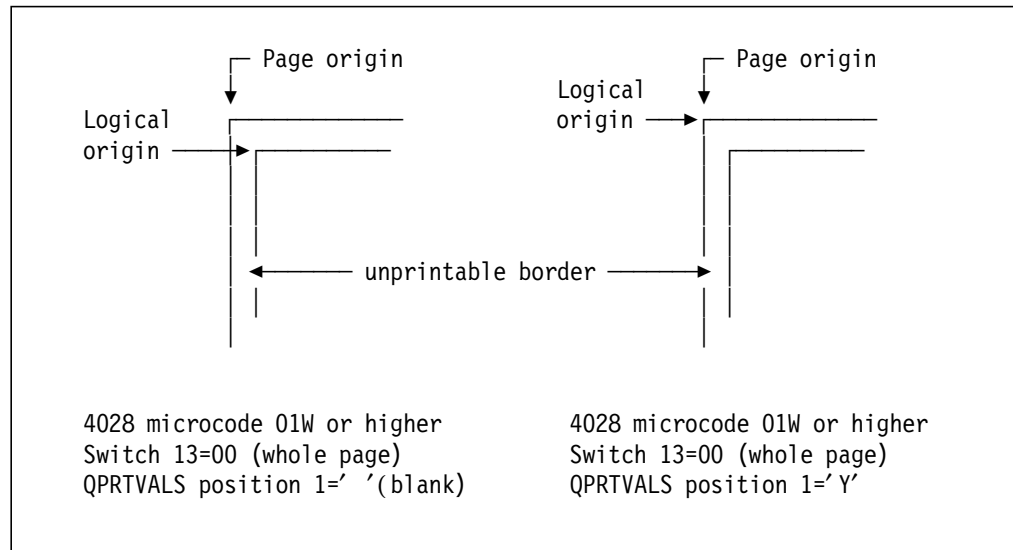 Page origin
Page origin
Logical
origin
Logical
origin
unprintable border
4028 microcode 01W or higher
Switch 13=00 (whole page)
QPRTVALS position 1=′ ′(blank)
4028 microcode 01W or higher
Switch 13=00 (whole page)
QPRTVALS position 1=′Y′